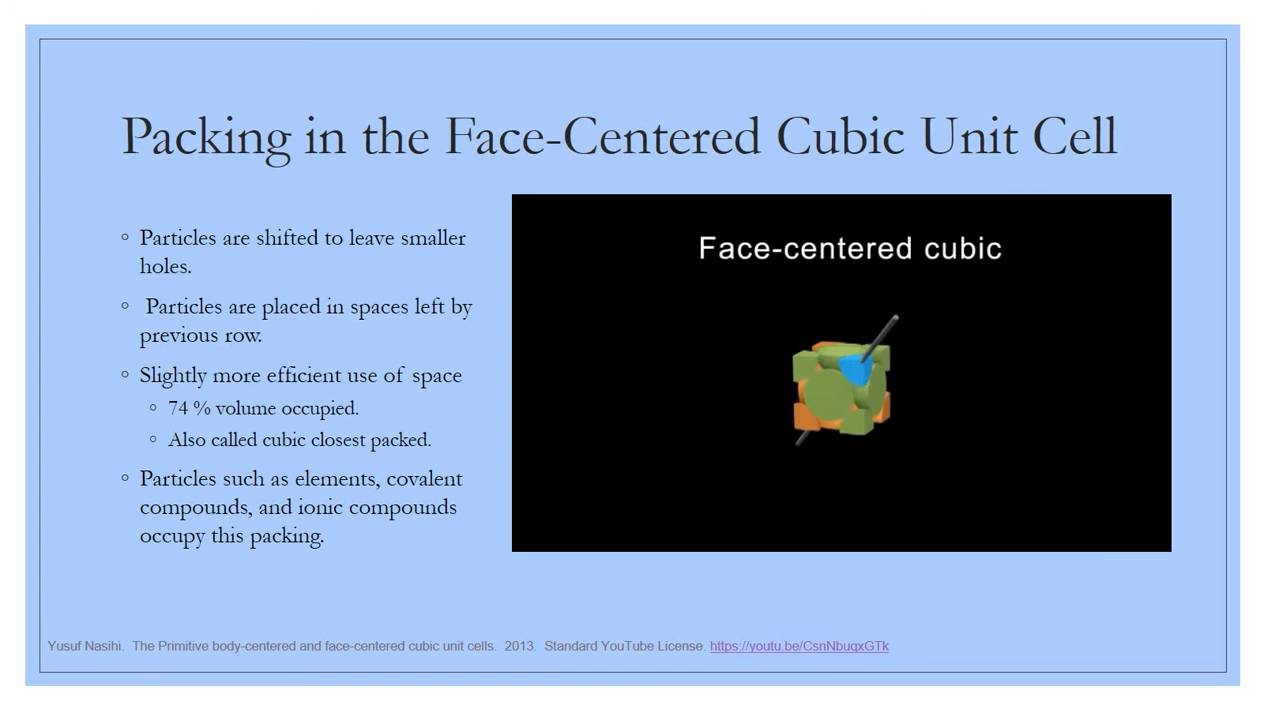 Packing in the Face-Centered Cubic Unit Cell
◦ Particles are shifted to leave smaller
holes.
◦ Particles are placed in spaces left by
previous row.
◦ Slightly more efficient use of space
◦ 74 % volume occupied.
◦ Also called cubic closest packed.
◦ Particles such as elements, covalent
compounds, and ionic compounds
occupy this packing.
Face-centered cubic
Yusuf Nasihi. The Primitive body-centered and face-centered cubic unit cells. 2013. Standard YouTube License. https://youtu.be/CsnNbuqxGTk